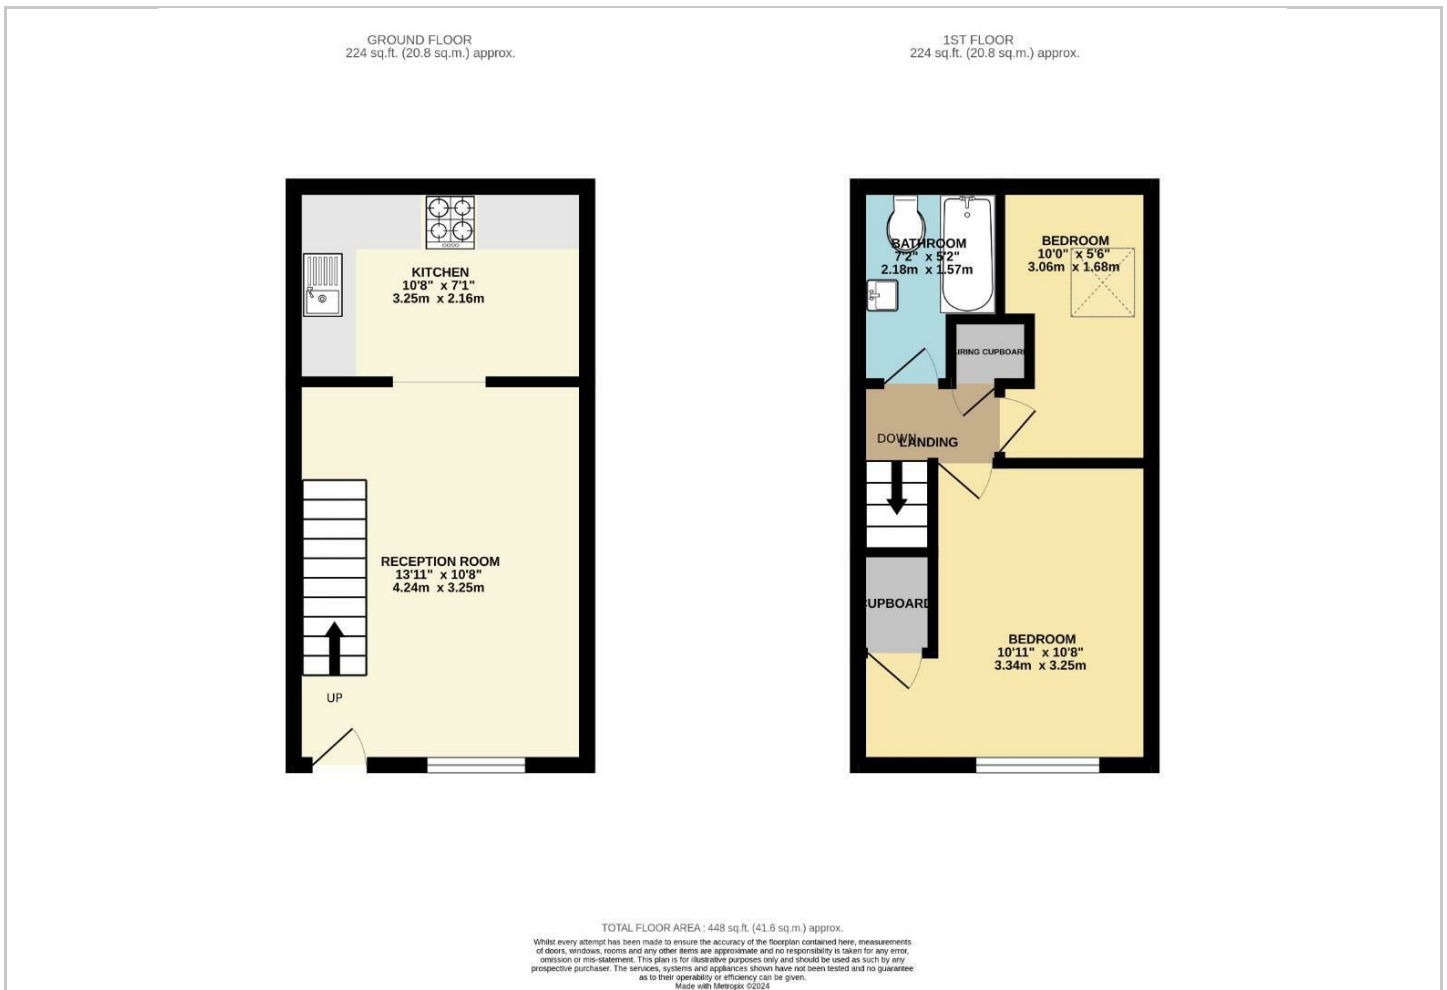 GROUND FLOOR
224 sq.ft. (20.8 sq.m.) approx.
1ST FLOOR
224 sq.ft. (20.8 sq.m.) approx.
KITCHEN
10'8" x 7'1"
3.25m x 2.16m
RECEPTION ROOM
13'11" x 10'8"
4.24m x 3.25m
UP
BATHROOM
7'2" x 5'2"
2.18m x 1.57m
BEDROOM
10'0" x 5'6"
3.06m x 1.68m
AIRING CUPBOARD
DOWN
LANDING
CUPBOARD
BEDROOM
10'11" x 10'8"
3.34m x 3.25m
TOTAL FLOOR AREA : 448 sq.ft. (41.6 sq.m.) approx.
Whilst every attempt has been made to ensure the accuracy of the floorplan contained here, measurements
of doors, windows, rooms and any other items are approximate and no responsibility is taken for any error,
omission or mis-statement. This plan is for illustrative purposes only and should be used as such by any
prospective purchaser. The services, systems and appliances shown have not been tested and no guarantee
as to their operability or efficiency can be given.
Made with Metropix ©2024